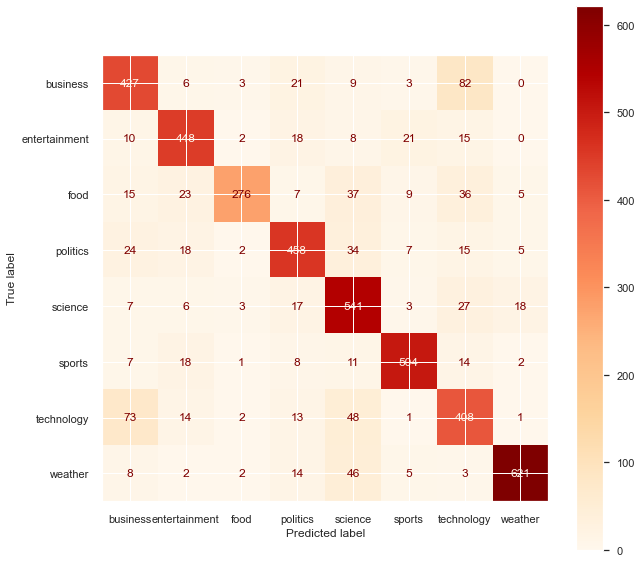 600
business 427 6 3 21 9 3 82 0
500
entertainment 10 448 2 18 8 21 15 0
food 15 23 276 7 37 9 36 5
400
politics 24 18 2 458 34 7 15 5
300
True label
science 7 6 3 17 541 3 27 18
200
sports 7 18 1 8 11 504 14 2
technology 73 14 2 13 48 1 408 1
100
weather 8 2 2 14 46 5 3 621
business entertainment food politics science sports technology weather
Predicted label
0